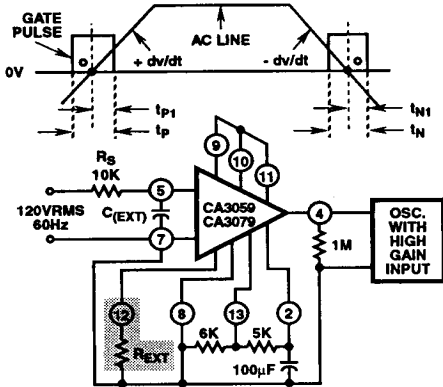 GATE
PULSE
AC LINE
+ dv/dt
- dv/dt
0V
tP1
tP
tN1
tN
9
10
11
RS
10K
5
120VRMS
60Hz
C(EXT)
7
CA3059
CA3079
4
1M
OSC.
WITH
HIGH
GAIN
INPUT
12
8
13
2
REXT
6K
5K
100µF